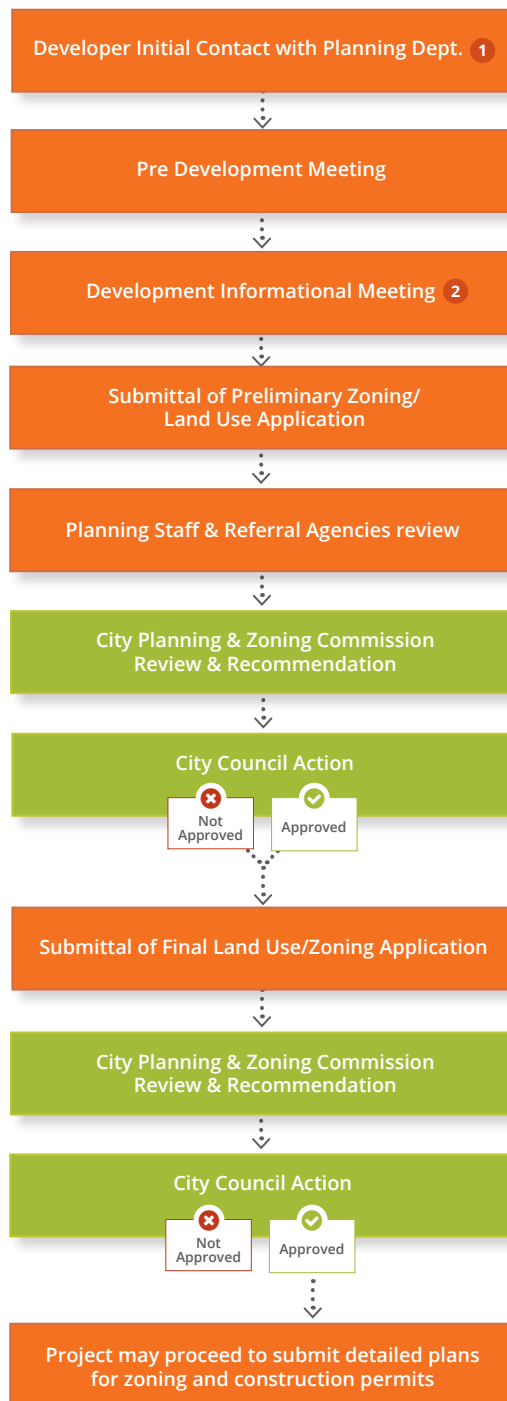 Developer Initial Contact with Planning Dept. 1
Pre Development Meeting
Development Informational Meeting 2
Submittal of Preliminary Zoning/
Land Use Application
Planning Staff & Referral Agencies review
City Planning & Zoning Commission
Review & Recommendation
City Council Action
Not
Approved
Approved
Submittal of Final Land Use/Zoning Application
City Planning & Zoning Commission
Review & Recommendation
City Council Action
Not
Approved
Approved
Project may proceed to submit detailed plans
for zoning and construction permits